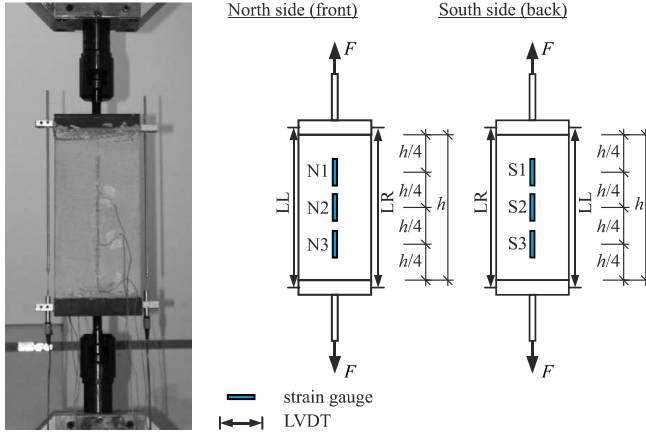 North side (front)
South side (back)
F
F
LL
N1
N2
N3
LR
h/4
h/4
h/4
h/4
h
LR
S1
S2
S3
LL
h/4
h/4
h/4
h/4
h
F
F
strain gauge
LVDT